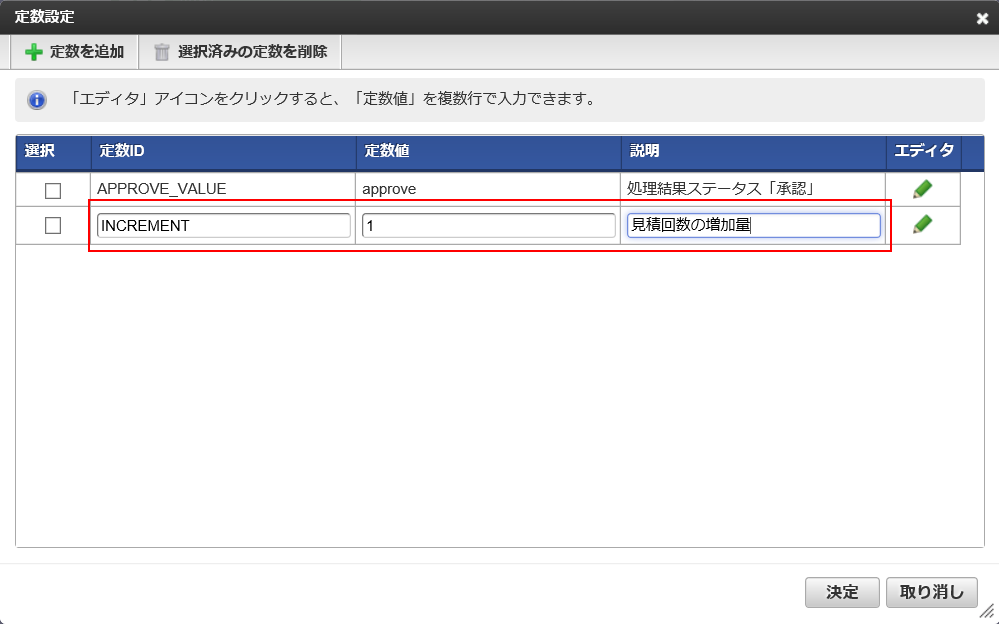 定数設定
定数を追加 選択済みの定数を削除
「エディタ」アイコンをクリックすると、「定数値」を複数行で入力できます。
選択 定数ID 定数値 説明 エディタ
APPROVE_VALUE approve 処理結果ステータス「承認」
INCREMENT 1 見積回数の増加量
決定 取り消し